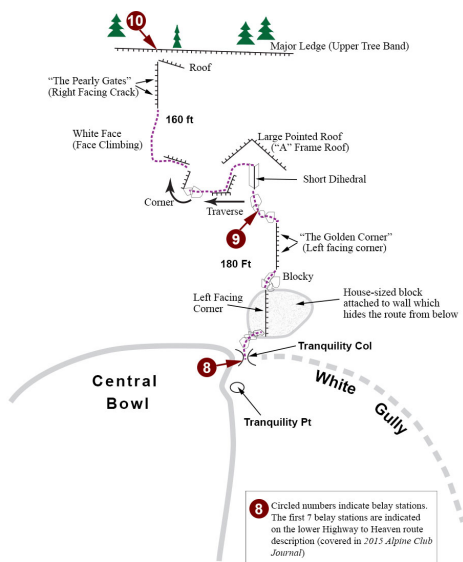 10
Major Ledge (Upper Tree Band)
Roof
“The Pearly Gates”
(Right Facing Crack)
160 ft
White Face
(Face Climbing)
Large Pointed Roof
(“A” Frame Roof)
Short Dihedral
Corner
Traverse
9
“The Golden Corner”
(Left facing corner)
180 Ft
Blocky
Left Facing
Corner
House-sized block
attached to wall which
hides the route from below
Tranquility Col
8
Central
Bowl
White
Gully
Tranquility Pt
8
Circled numbers indicate belay stations.
The first 7 belay stations are indicated
on the lower Highway to Heaven route
description (covered in 2015 Alpine Club
Journal)